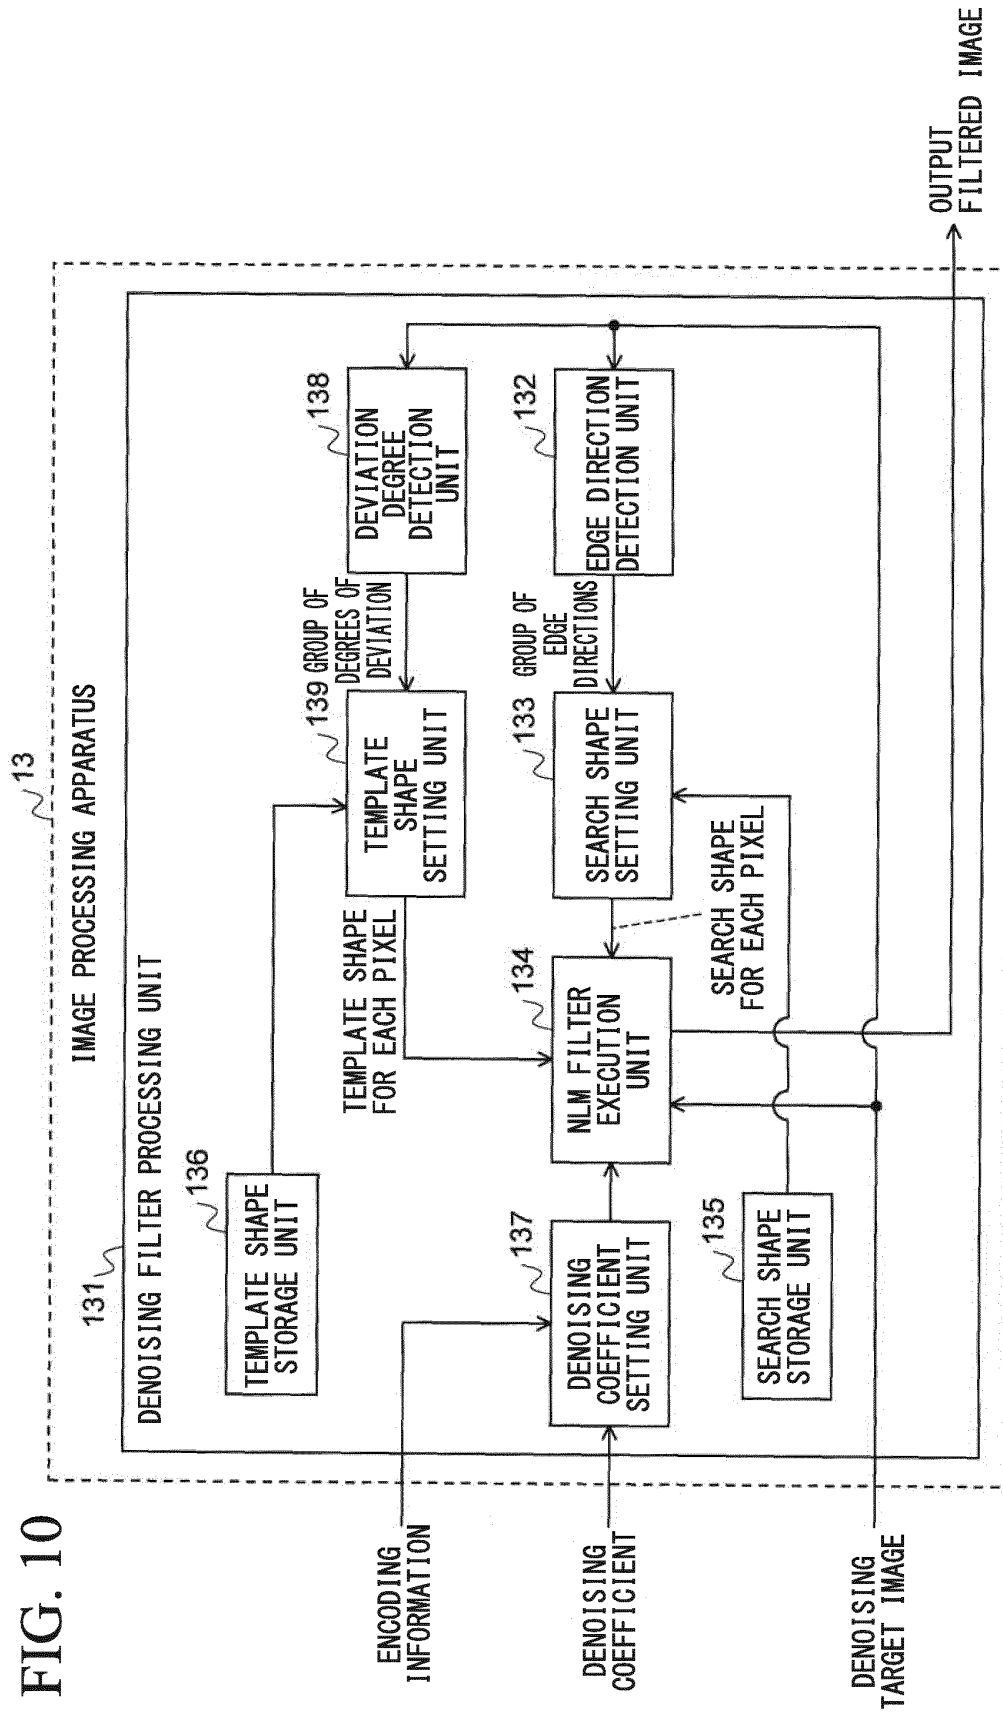 FIG. 10
13
IMAGE PROCESSING APPARATUS
131
DENOISING FILTER PROCESSING UNIT
136
TEMPLATE SHAPE
STORAGE UNIT
TEMPLATE SHAPE
FOR EACH PIXEL
139
TEMPLATE
SHAPE
SETTING UNIT
GROUP OF
DEGREES OF
DEVIATION
138
DEVIATION
DEGREE
DETECTION
UNIT
ENCODING
INFORMATION
DENOISING
COEFFICIENT
137
DENOISING
COEFFICIENT
SETTING UNIT
134
NLM FILTER
EXECUTION
UNIT
133
SEARCH SHAPE
SETTING UNIT
GROUP OF
EDGE
DIRECTIONS
132
EDGE DIRECTION
DETECTION UNIT
135
SEARCH SHAPE
STORAGE UNIT
SEARCH SHAPE
FOR EACH PIXEL
DENOISING
TARGET IMAGE
OUTPUT
FILTERED IMAGE